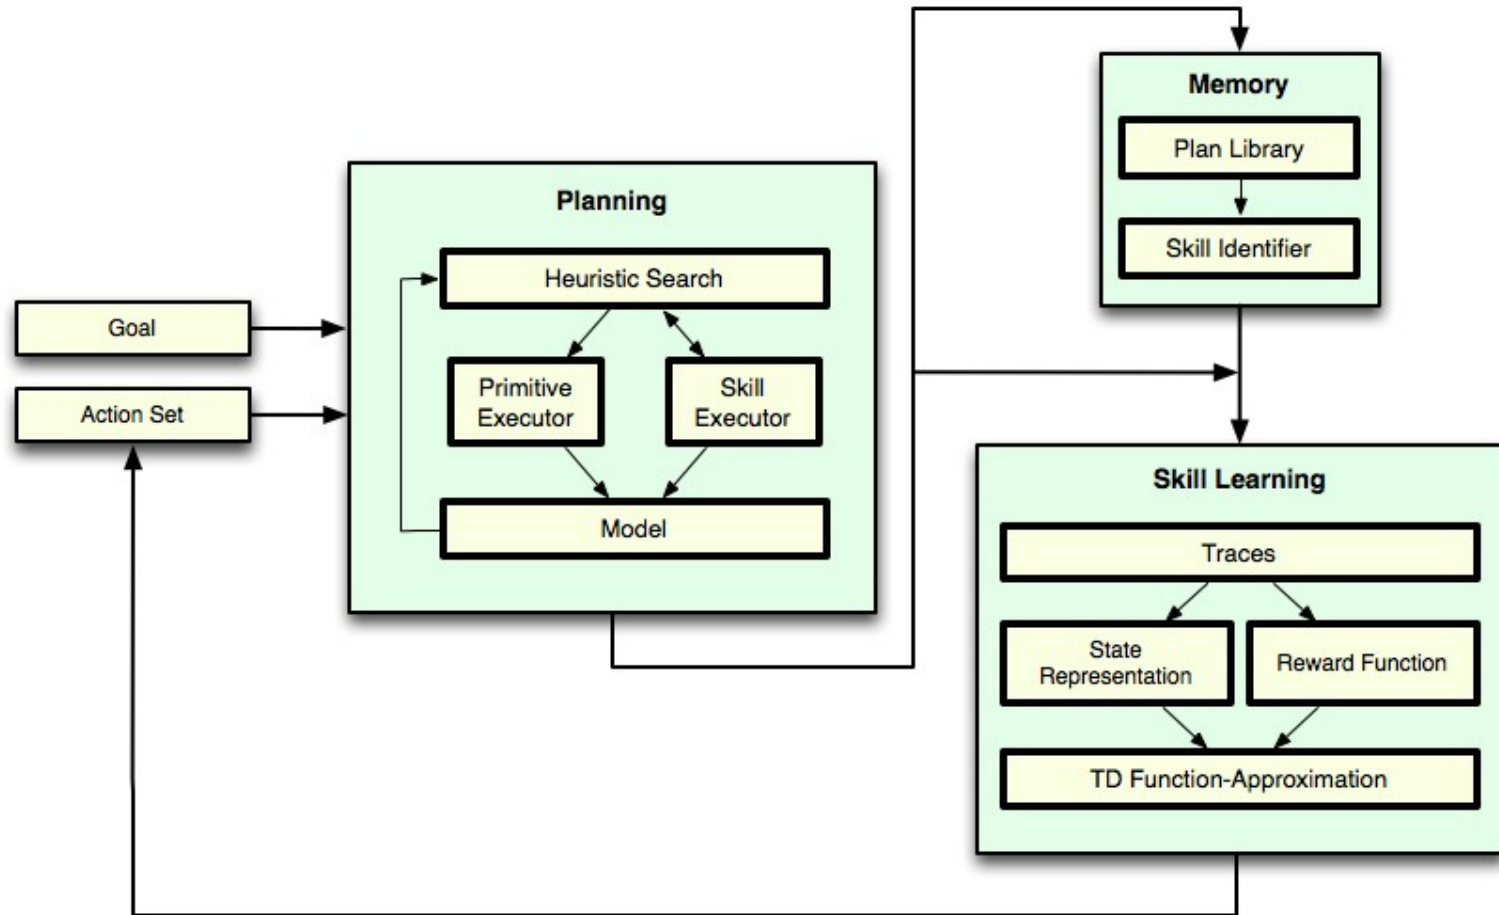 Goal
Action Set
Planning
Heuristic Search
Primitive
Executor
Skill
Executor
Model
Memory
Plan Library
Skill Identifier
Skill Learning
Traces
State
Representation
Reward Function
TD Function-Approximation